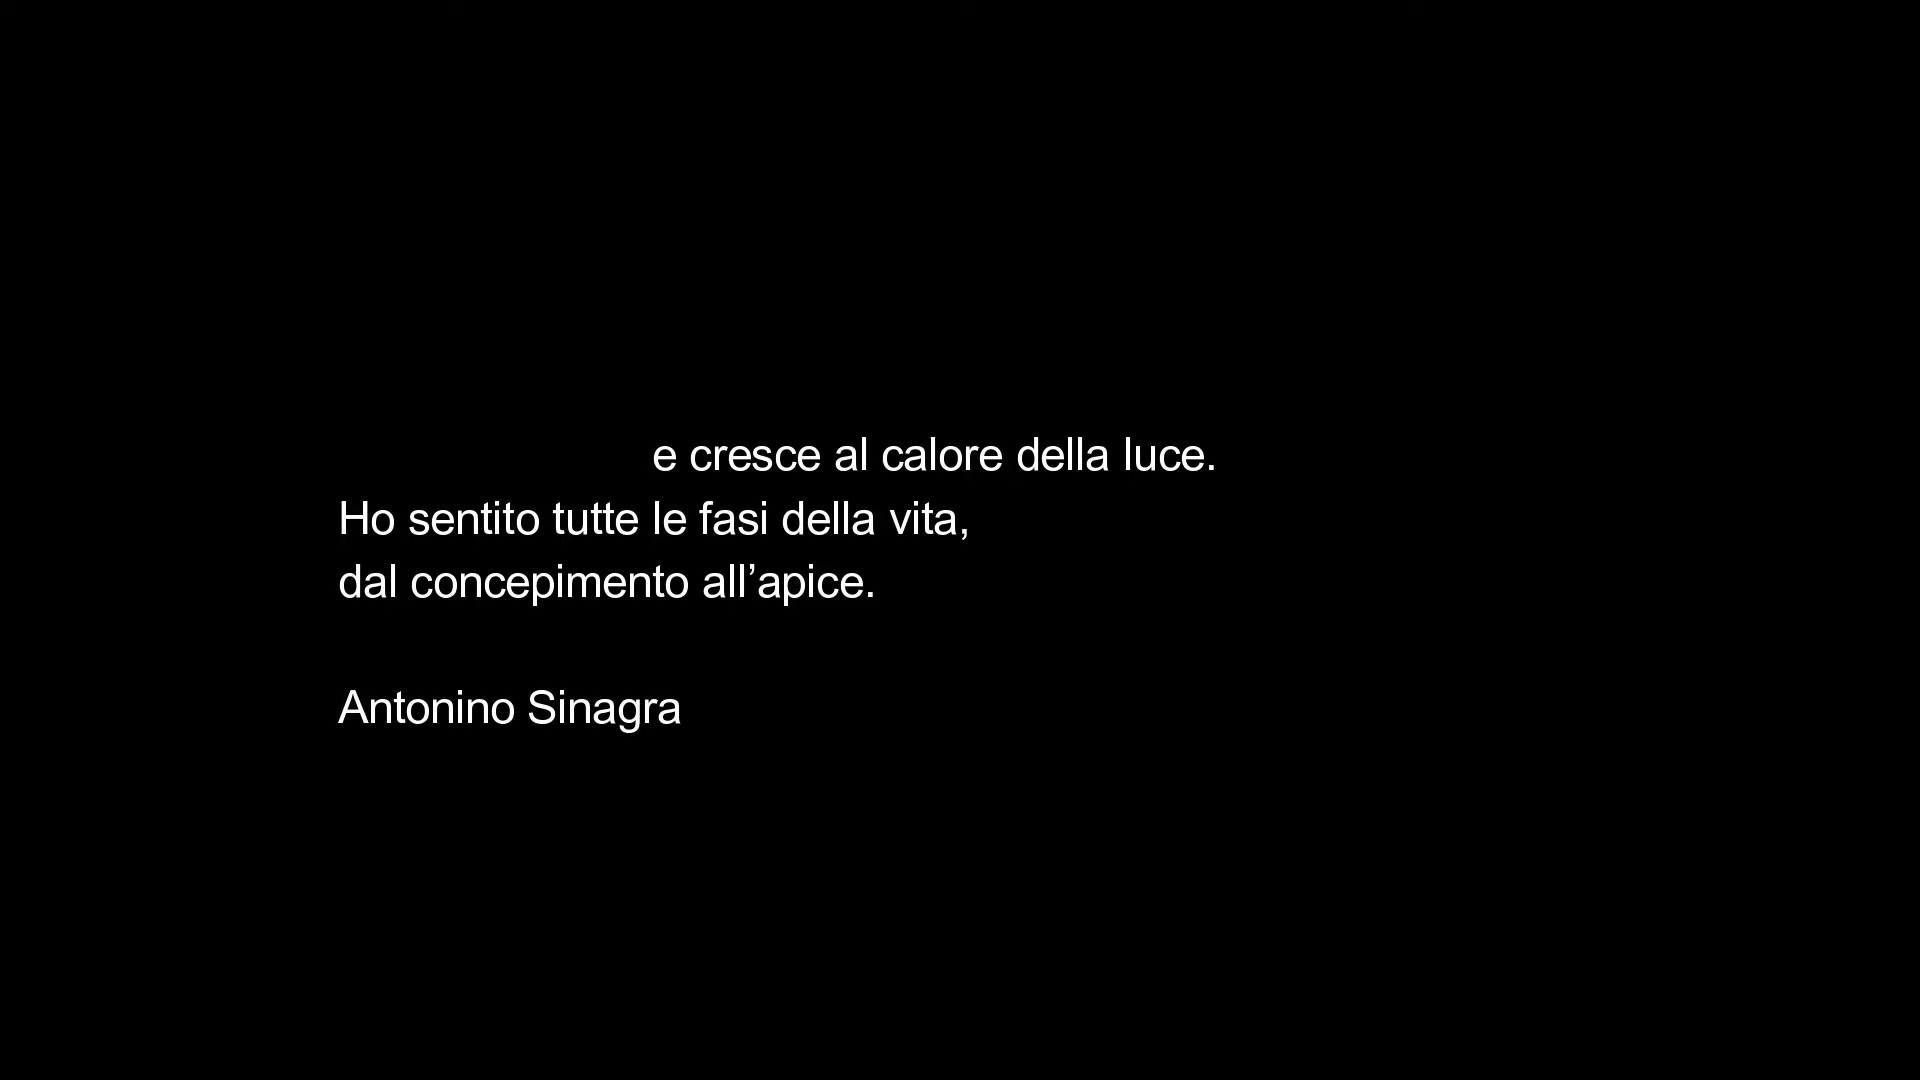 e cresce al calore della luce.
Ho sentito tutte le fasi della vita,
dal concepimento all’apice.
Antonino Sinagra